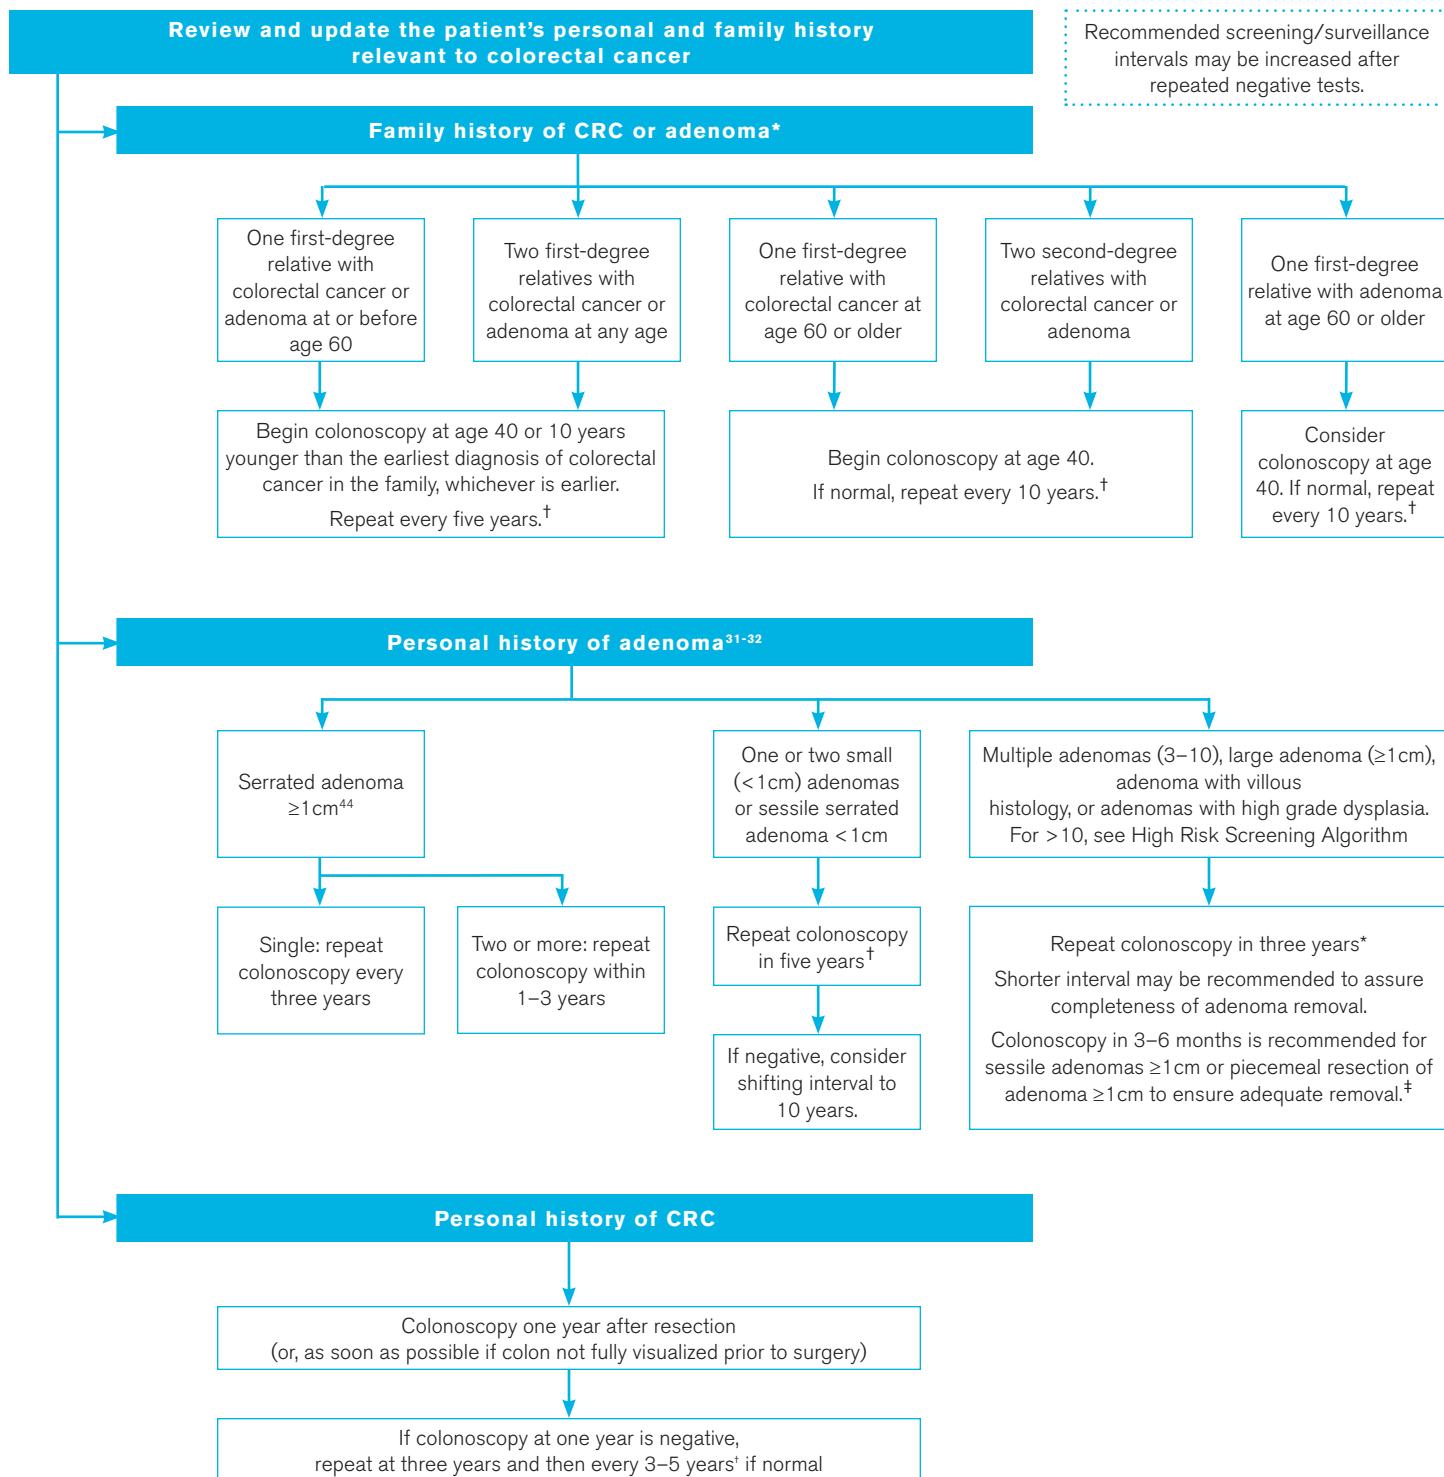 Review and update the patient's personal and family history
relevant to colorectal cancer
Recommended screening/surveillance
intervals may be increased after
repeated negative tests.
Family history of CRC or adenoma*
One first-degree
relative with
colorectal cancer or
adenoma at or before
age 60
Two first-degree
relatives with
colorectal cancer or
adenoma at any age
One first-degree
relative with
colorectal cancer at
age 60 or older
Two second-degree
relatives with
colorectal cancer or
adenoma
One first-degree
relative with adenoma
at age 60 or older
Begin colonoscopy at age 40 or 10 years
younger than the earliest diagnosis of colorectal
cancer in the family, whichever is earlier.
Repeat every five years.†
Begin colonoscopy at age 40.
If normal, repeat every 10 years.†
Consider
colonoscopy at age
40. If normal, repeat
every 10 years.†
Personal history of adenoma31-32
Serrated adenoma
≥1cm44
One or two small
(<1cm) adenomas
or sessile serrated
adenoma <1cm
Multiple adenomas (3–10), large adenoma (≥1cm),
adenoma with villous
histology, or adenomas with high grade dysplasia.
For >10, see High Risk Screening Algorithm
Single: repeat
colonoscopy every
three years
Two or more: repeat
colonoscopy within
1–3 years
Repeat colonoscopy
in five years†
If negative, consider
shifting interval to
10 years.
Repeat colonoscopy in three years*
Shorter interval may be recommended to assure
completeness of adenoma removal.
Colonoscopy in 3–6 months is recommended for
sessile adenomas ≥1cm or piecemeal resection of
adenoma ≥1cm to ensure adequate removal.‡
Personal history of CRC
Colonoscopy one year after resection
(or, as soon as possible if colon not fully visualized prior to surgery)
If colonoscopy at one year is negative,
repeat at three years and then every 3–5 years† if normal